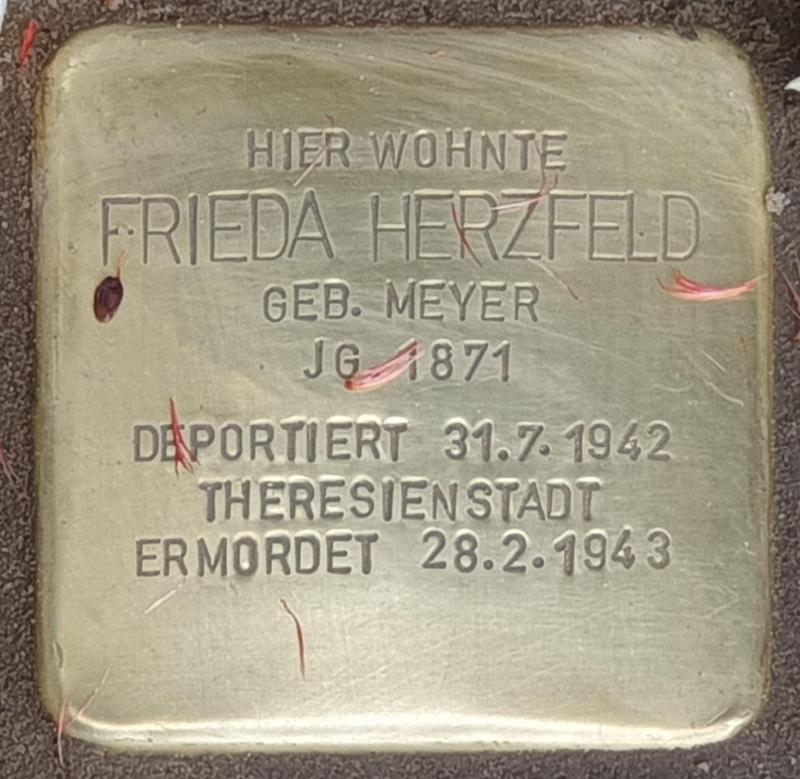 HIER WOHNTE
FRIEDA HERZFELD
GEB. MEYER
JG. 1871
DEPORTIERT 31.7.1942
THERESIENSTADT
ERMORDET 28.2.1943